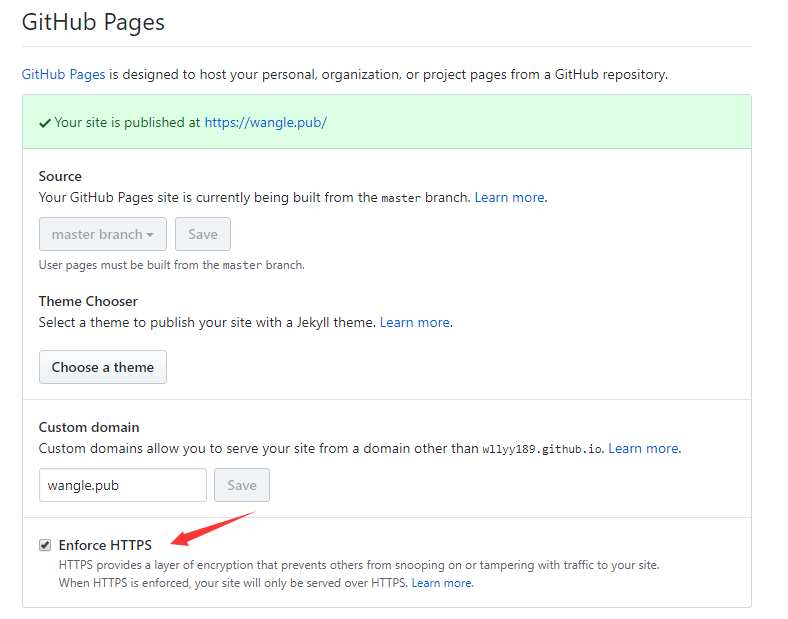 GitHub Pages
GitHub Pages is designed to host your personal, organization, or project pages from a GitHub repository.
Your site is published at https://wangle.pub/
Source
Your GitHub Pages site is currently being built from the master branch. Learn more.
master branch Save
User pages must be built from the master branch.
Theme Chooser
Select a theme to publish your site with a Jekyll theme. Learn more.
Choose a theme
Custom domain
Custom domains allow you to serve your site from a domain other than wllyy189.github.io. Learn more.
wangle.pub Save
Enforce HTTPS
HTTPS provides a layer of encryption that prevents others from snooping on or tampering with traffic to your site.
When HTTPS is enforced, your site will only be served over HTTPS. Learn more.